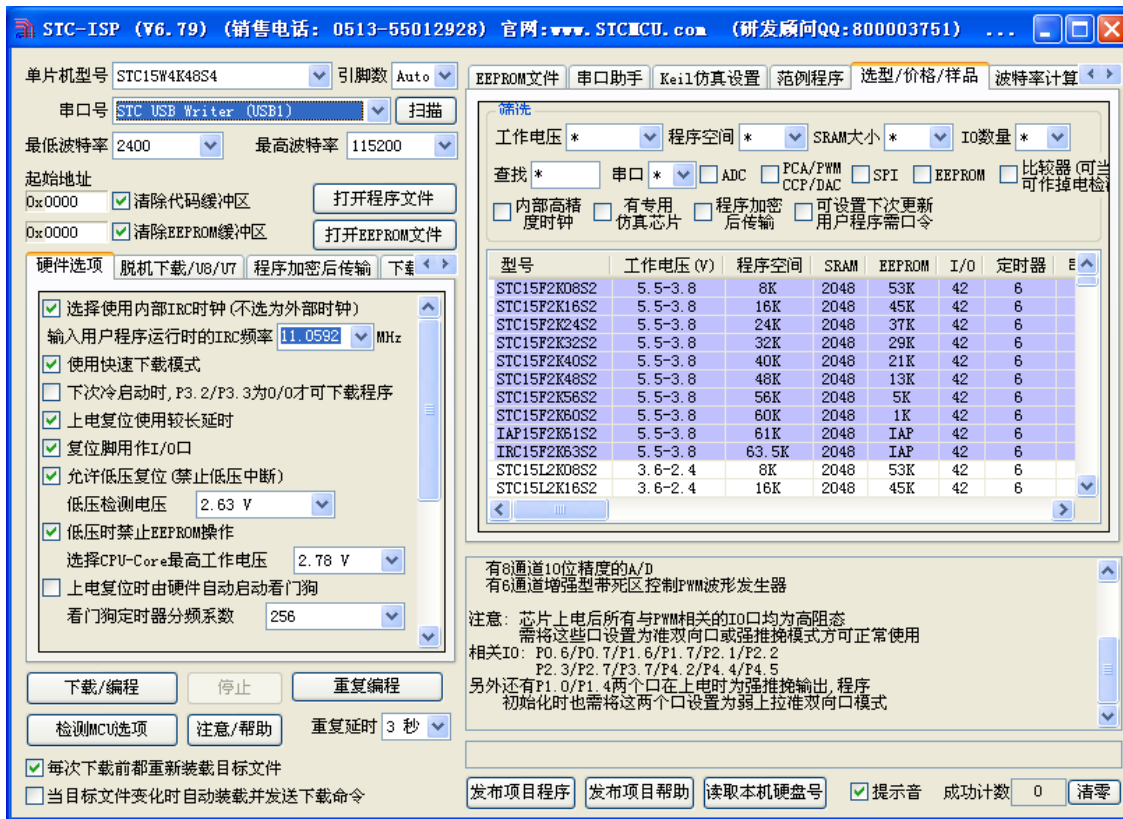 STC-ISP (V6.79) (销售电话: 0513-55012928) 官网:www.STCMCU.com (研发顾问QQ:800003751) ...
单片机型号 STC15W4K48S4 引脚数 Auto
串口号 STC USB Writer (USB1) 扫描
最低波特率 2400 最高波特率 115200
起始地址
0x0000 清除代码缓冲区 打开程序文件
0x0000 清除EEPROM缓冲区 打开EEPROM文件
硬件选项 脱机下载/U8/U7 程序加密后传输
选择使用内部IRC时钟(不选为外部时钟)
输入用户程序运行时的IRC频率 11.0592 MHz
使用快速下载模式
下次冷启动时,P3.2/P3.3为0/0才可下载程序
上电复位使用较长延时
复位脚用作I/O口
允许低压复位(禁止低压中断)
低压检测电压 2.63 V
低压时禁止EEPROM操作
选择CPU-Core最高工作电压 2.78 V
上电复位时由硬件自动启动看门狗
看门狗定时器分频系数 256
下载/编程 停止 重复编程
检测MCU选项 注意/帮助 重复延时 3 秒
每次下载前都重新装载目标文件
当目标文件变化时自动装载并发送下载命令
EEPROM文件 串口助手 Keil仿真设置 范例程序 选型/价格/样品 波特率计算
筛选
工作电压 * 程序空间 * SRAM大小 * IO数量 *
查找 * 串口 * ADC PCA/PWM CCP/DAC SPI EEPROM 比较器(可当 可作掉电检
内部高精度时钟 有专用仿真芯片 程序加密后传输 可设置下次更新用户程序需口令
型号 工作电压(V) 程序空间 SRAM EEPROM I/O 定时器
STC15F2K08S2 5.5-3.8 8K 2048 53K 42 6
STC15F2K16S2 5.5-3.8 16K 2048 45K 42 6
STC15F2K24S2 5.5-3.8 24K 2048 37K 42 6
STC15F2K32S2 5.5-3.8 32K 2048 29K 42 6
STC15F2K40S2 5.5-3.8 40K 2048 21K 42 6
STC15F2K48S2 5.5-3.8 48K 2048 13K 42 6
STC15F2K56S2 5.5-3.8 56K 2048 5K 42 6
STC15F2K60S2 5.5-3.8 60K 2048 1K 42 6
IAP15F2K61S2 5.5-3.8 61K 2048 IAP 42 6
IRC15F2K63S2 5.5-3.8 63.5K 2048 IAP 42 6
STC15L2K08S2 3.6-2.4 8K 2048 53K 42 6
STC15L2K16S2 3.6-2.4 16K 2048 45K 42 6
有8通道10位精度的A/D
有6通道增强型带死区控制PWM波形发生器
注意: 芯片上电后所有与PWM相关的IO口均为高阻态
需将这些口设置为准双向口或强推挽模式方可正常使用
相关IO: P0.6/P0.7/P1.6/P1.7/P2.1/P2.2
P2.3/P2.7/P3.7/P4.2/P4.4/P4.5
另外还有P1.0/P1.4两个口在上电时为强推挽输出,程序
初始化时也需将这两个口设置为弱上拉准双向口模式
发布项目程序 发布项目帮助 读取本机硬盘号 提示音 成功计数 0 清零